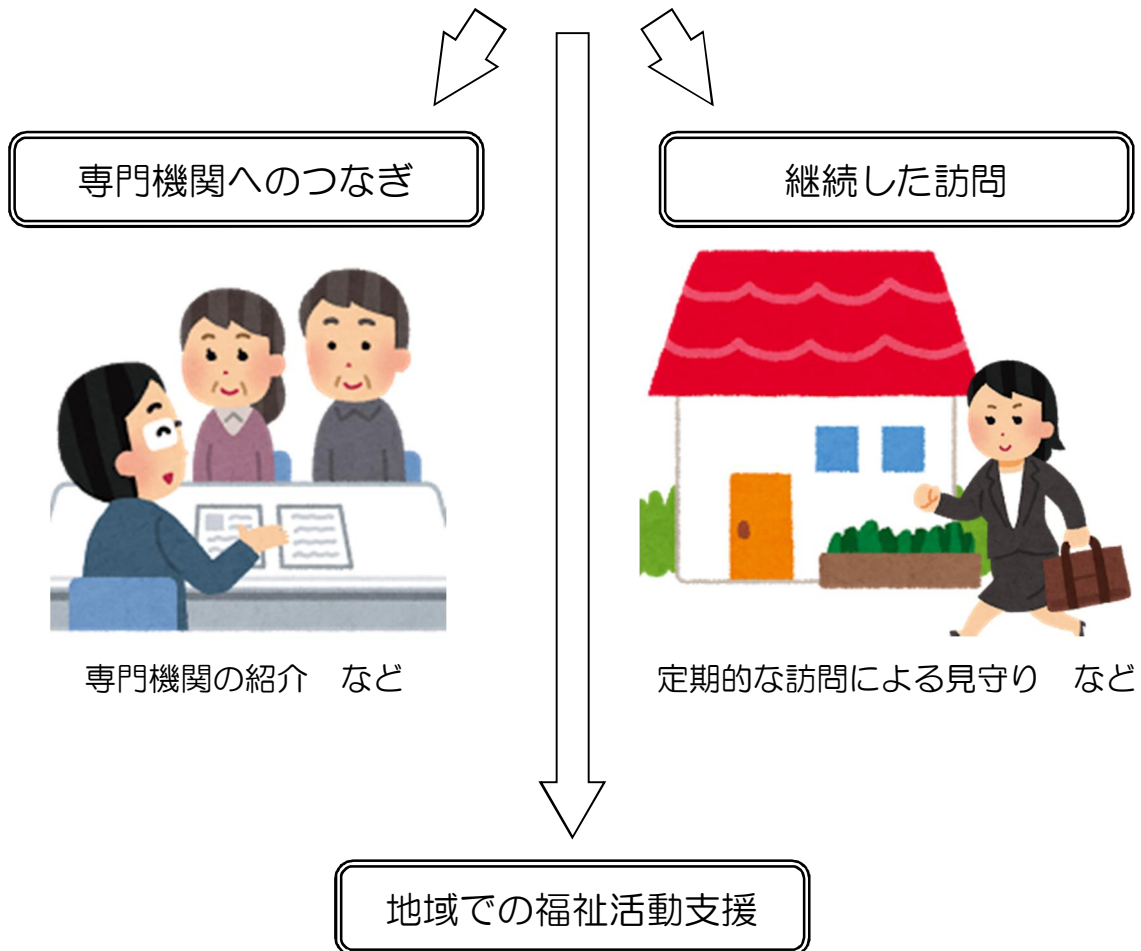 専門機関へのつなぎ
継続した訪問
専門機関の紹介　など
定期的な訪問による見守り　など
地域での福祉活動支援